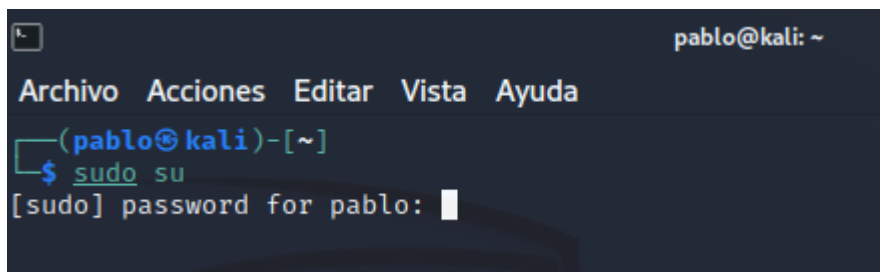 pablo@kali: ~
Archivo Acciones Editar Vista Ayuda
┌──(pablo㉿kali)-[~]
└─$ sudo su
[sudo] password for pablo: